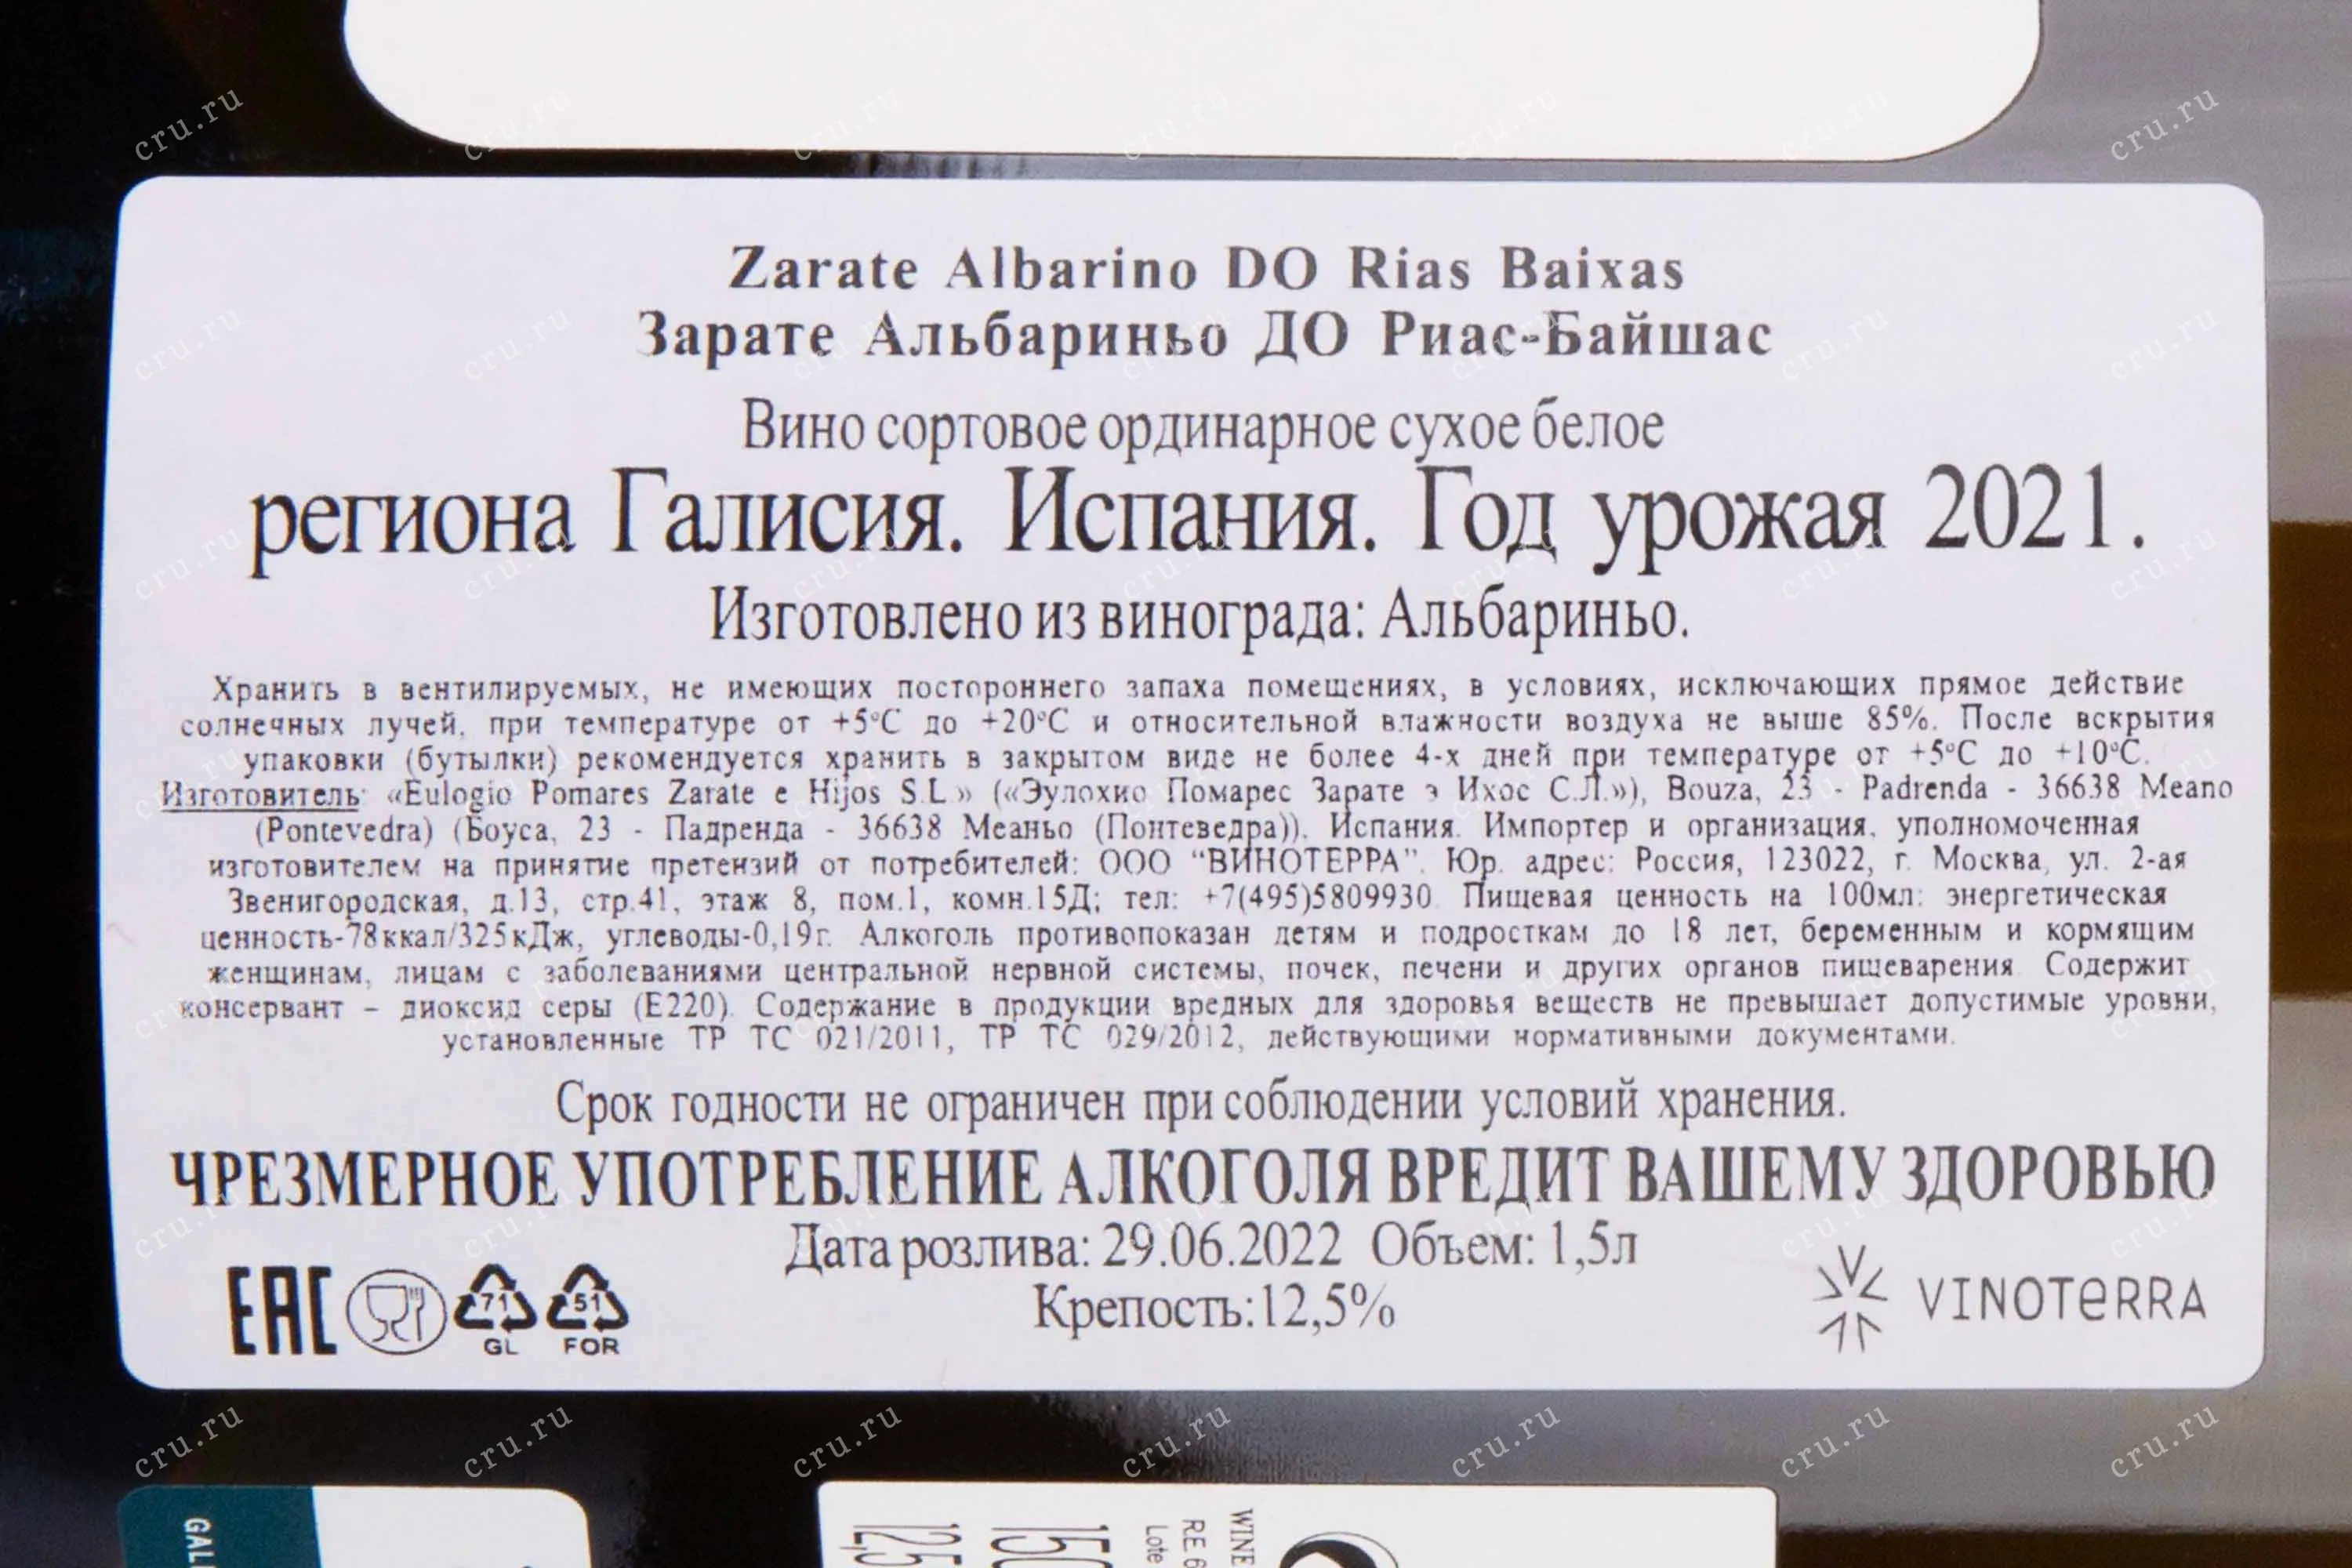 Zarate Albarino DO Rias Baixas
Зарате Альбариньо ДО Риас-Байшас
Вино сортовое ординарное сухое белое
региона Галисия. Испания. Год урожая 2021.
Изготовлено из винограда: Альбариньо.
Хранить в вентилируемых, не имеющих постороннего запаха помещениях, в условиях, исключающих прямое действие
солнечных лучей, при температуре от +5°C до +20°C и относительной влажности воздуха не выше 85%. После вскрытия
упаковки (бутылки) рекомендуется хранить в закрытом виде не более 4-х дней при температуре от +5°C до +10°C.
Изготовитель: «Eulogio Pomares Zarate e Hijos S.L.» («Эулохио Помарес Зарате э Ихос С.Л.»), Bouza, 23 - Padrenda - 36638 Meano
(Pontevedra) (Боуса, 23 - Падренда - 36638 Меаньо (Понтеведра)), Испания. Импортер и организация, уполномоченная
изготовителем на принятие претензий от потребителей: ООО “ВИНОТЕРРА”. Юр. адрес: Россия, 123022, г. Москва, ул. 2-ая
Звенигородская, д.13, стр.41, этаж 8, пом.1, комн.15Д; тел: +7(495)5809930. Пищевая ценность на 100мл: энергетическая
ценность-78ккал/325кДж, углеводы-0,19г. Алкоголь противопоказан детям и подросткам до 18 лет, беременным и кормящим
женщинам, лицам с заболеваниями центральной нервной системы, почек, печени и других органов пищеварения. Содержит
консервант – диоксид серы (E220). Содержание в продукции вредных для здоровья веществ не превышает допустимые уровни,
установленные ТР ТС 021/2011, ТР ТС 029/2012, действующими нормативными документами.
Срок годности не ограничен при соблюдении условий хранения.
ЧРЕЗМЕРНОЕ УПОТРЕБЛЕНИЕ АЛКОГОЛЯ ВРЕДИТ ВАШЕМУ ЗДОРОВЬЮ
Дата розлива: 29.06.2022 Объем: 1,5л
Крепость:12,5%
EAC
71
GL
51
FOR
VINOTeRRA
WINE
Lote
12,5
cru.ru